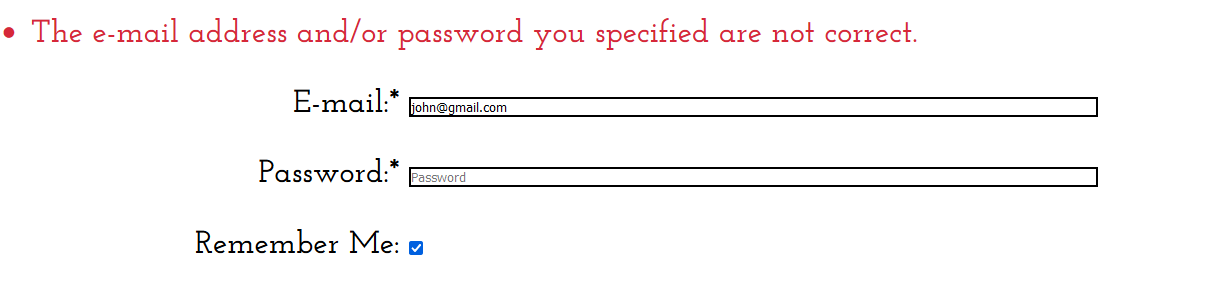 The e-mail address and/or password you specified are not correct.
E-mail:* john@gmail.com
Password:* Password
Remember Me: